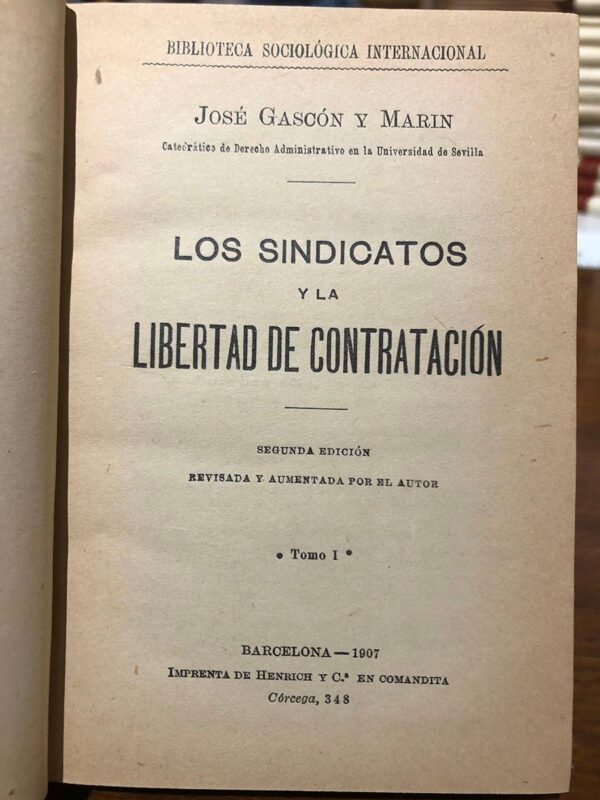 BIBLIOTECA SOCIOLÓGICA INTERNACIONAL
JOSÉ GASCÓN Y MARIN
Catedrático de Derecho Administrativo en la Universidad de Sevilla
LOS SINDICATOS
Y LA
LIBERTAD DE CONTRATACIÓN
SEGUNDA EDICIÓN
REVISADA Y AUMENTADA POR EL AUTOR
• Tomo I •
BARCELONA — 1907
IMPRENTA DE HENRICH Y C.ª EN COMANDITA
Córcega, 348